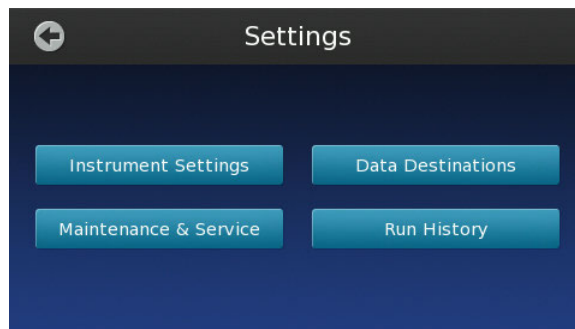 Settings
Instrument Settings
Data Destinations
Maintenance & Service
Run History